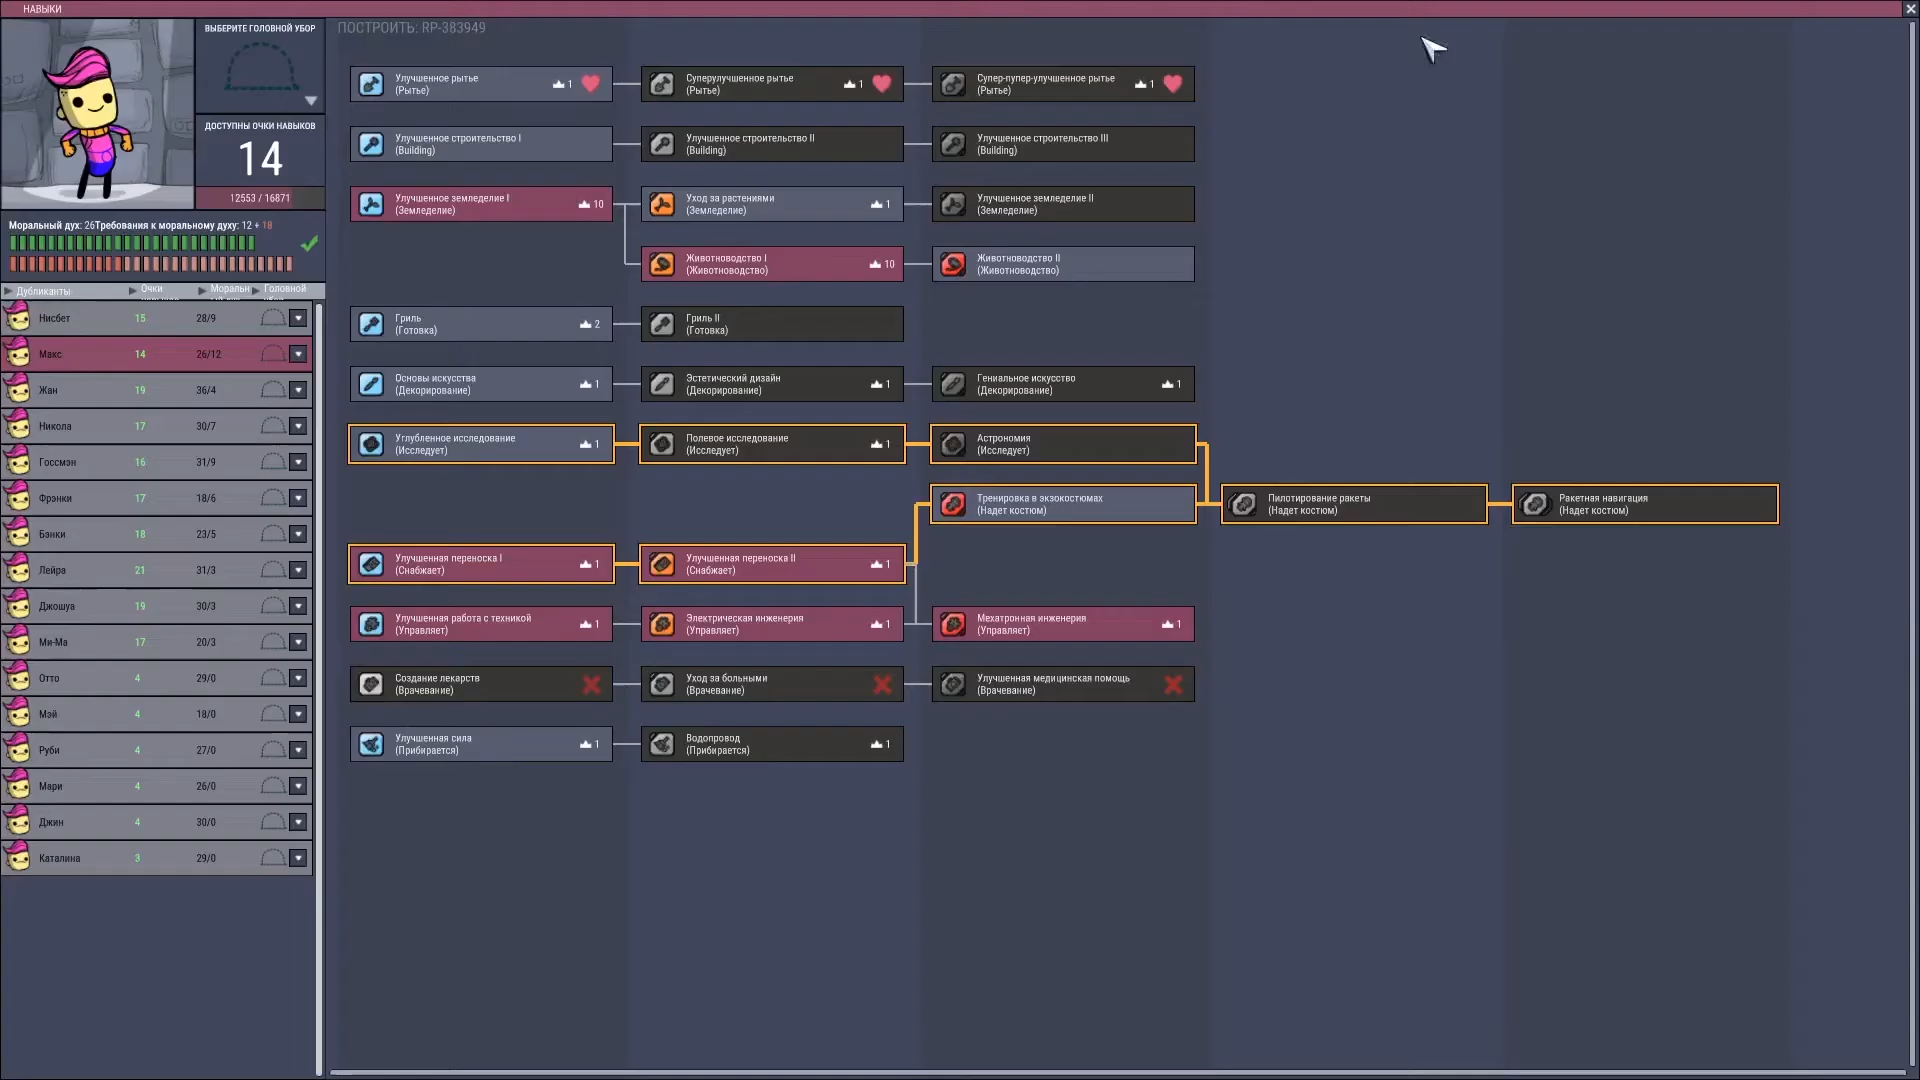 НАВЫКИ
ПОСТРОИТЬ: RP-383949
ВЫБЕРИТЕ ГОЛОВНОЙ УБОР
ДОСТУПНЫ ОЧКИ НАВЫКОВ
14
12553 / 16871
Моральный дух: 26Требования к моральному духу: 12 + 18
Дубликанты
Очки
Моральн
Головной
Нисбет 15 28/9
Макс 14 26/12
Жан 19 36/4
Никола 17 30/7
Госсмэн 16 31/9
Фрэнки 17 18/6
Бэнки 18 23/5
Лейра 21 31/3
Джошуа 19 30/3
Ми-Ма 17 20/3
Отто 4 29/0
Мэй 4 18/0
Руби 4 27/0
Мари 4 26/0
Джин 4 30/0
Каталина 3 29/0
Улучшенное рытье
(Рытье)
1
Суперулучшенное рытье
(Рытье)
1
Супер-пупер-улучшенное рытье
(Рытье)
1
Улучшенное строительство I
(Building)
Улучшенное строительство II
(Building)
Улучшенное строительство III
(Building)
Улучшенное земледелие I
(Земледелие)
10
Уход за растениями
(Земледелие)
1
Улучшенное земледелие II
(Земледелие)
Животноводство I
(Животноводство)
10
Животноводство II
(Животноводство)
Гриль
(Готовка)
2
Гриль II
(Готовка)
Основы искусства
(Декорирование)
1
Эстетический дизайн
(Декорирование)
1
Гениальное искусство
(Декорирование)
1
Углубленное исследование
(Исследует)
1
Полевое исследование
(Исследует)
1
Астрономия
(Исследует)
Тренировка в экзокостюмах
(Надет костюм)
Пилотирование ракеты
(Надет костюм)
Ракетная навигация
(Надет костюм)
Улучшенная переноска I
(Снабжает)
1
Улучшенная переноска II
(Снабжает)
1
Улучшенная работа с техникой
(Управляет)
1
Электрическая инженерия
(Управляет)
1
Мехатронная инженерия
(Управляет)
1
Создание лекарств
(Врачевание)
Уход за больными
(Врачевание)
Улучшенная медицинская помощь
(Врачевание)
Улучшенная сила
(Прибирается)
1
Водопровод
(Прибирается)
1